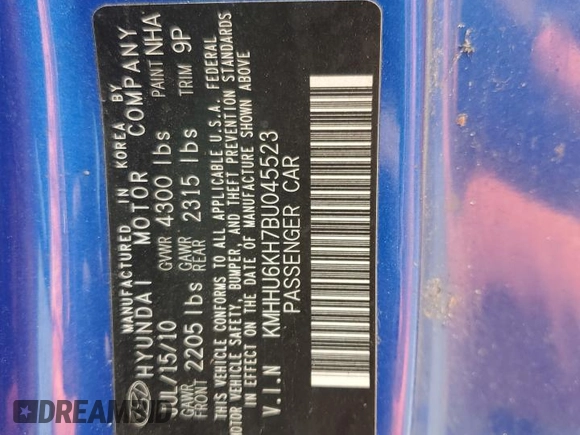 MANUFACTURED IN KOREA BY
HYUNDAI MOTOR COMPANY
JUL/15/10 GVWR 4300 lbs PAINT NHA
GAWR FRONT 2205 lbs GAWR REAR 2315 lbs TRIM 9P
THIS VEHICLE CONFORMS TO ALL APPLICABLE U.S.A. FEDERAL
MOTOR VEHICLE SAFETY, BUMPER, AND THEFT PREVENTION STANDARDS
IN EFFECT ON THE DATE OF MANUFACTURE SHOWN ABOVE
V.I.N KMHHU6KH7BU045523
PASSENGER CAR
DREAMBID